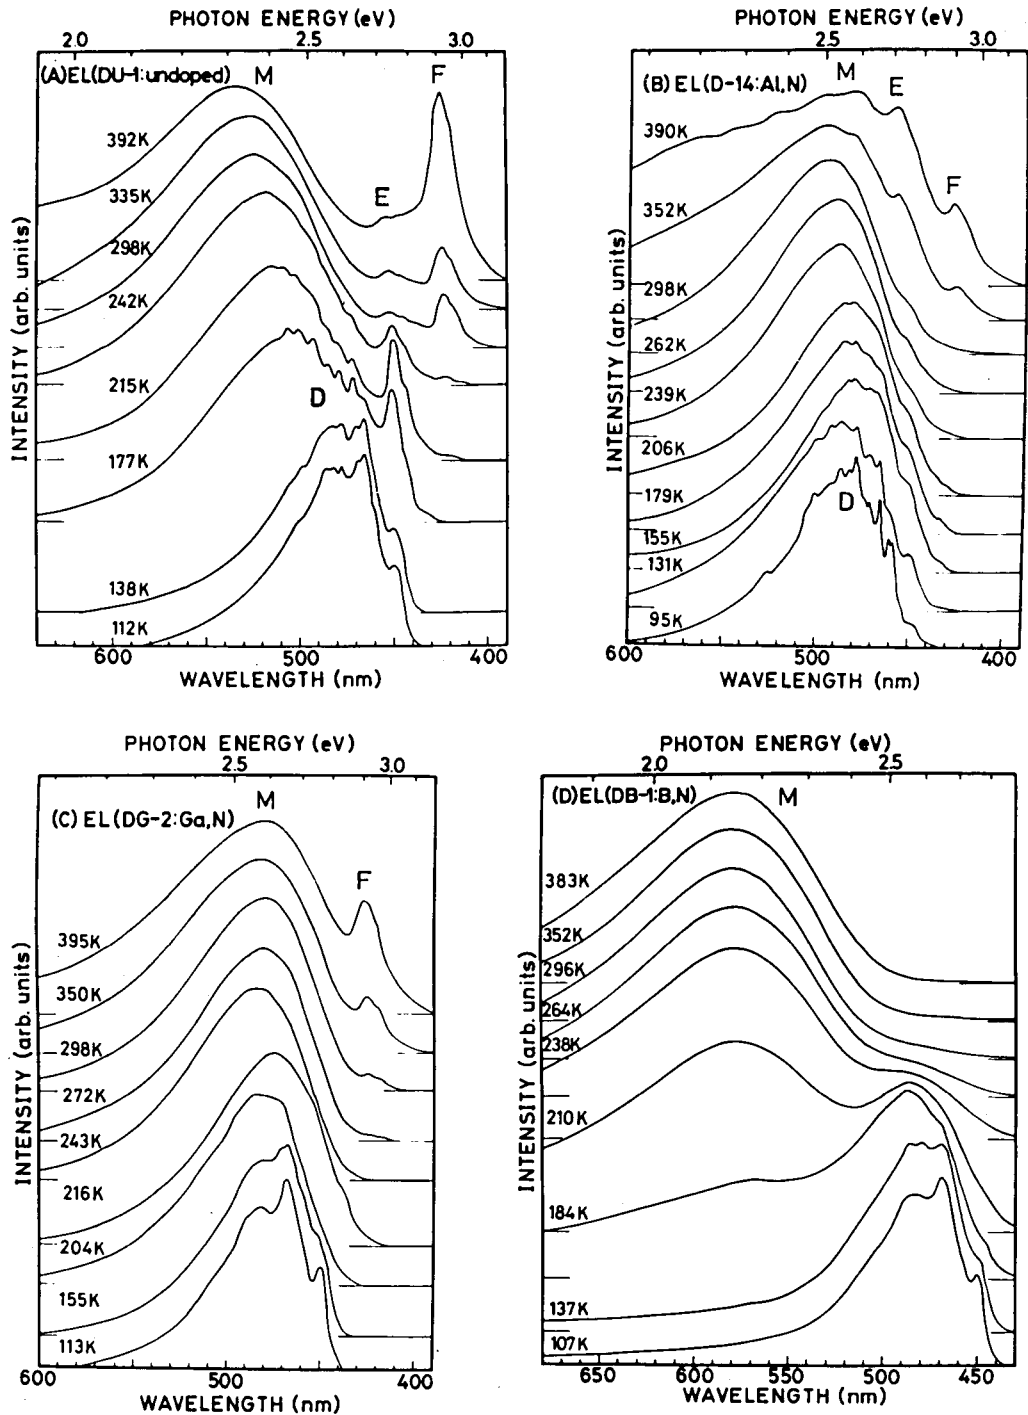 PHOTON ENERGY (eV)
2.0 2.5 3.0
(A)EL(DU-1:undoped) M F
392K
E
335K
298K
242K
215K
D
177K
138K
112K
INTENSITY (arb. units)
600 500 400
WAVELENGTH (nm)
PHOTON ENERGY (eV)
2.5 3.0
(B) EL(D-14:Al,N) M E
390K
F
352K
298K
262K
239K
206K
179K
D
155K
131K
95K
INTENSITY (arb. units)
600 500 400
WAVELENGTH (nm)
PHOTON ENERGY (eV)
2.5 3.0
M
(C) EL(DG-2:Ga,N)
F
395K
350K
298K
272K
243K
216K
204K
155K
113K
INTENSITY (arb. units)
600 500 400
WAVELENGTH (nm)
PHOTON ENERGY (eV)
2.0 2.5
(D)EL(DB-1:B,N) M
383K
352K
296K
264K
238K
210K
184K
137K
107K
INTENSITY (arb. units)
650 600 550 500 450
WAVELENGTH (nm)